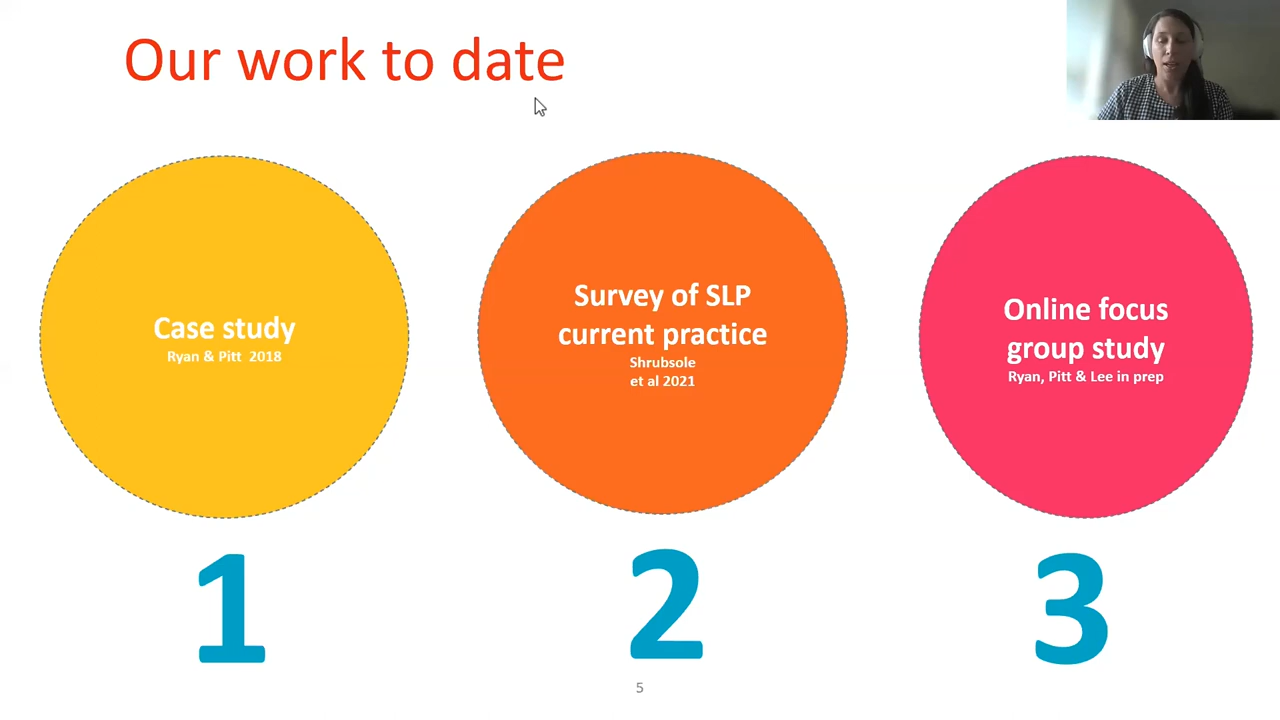 Our work to date
Case study
Ryan & Pitt 2018
Survey of SLP
current practice
Shrubsole
et al 2021
Online focus
group study
Ryan, Pitt & Lee in prep
1
2
3
5